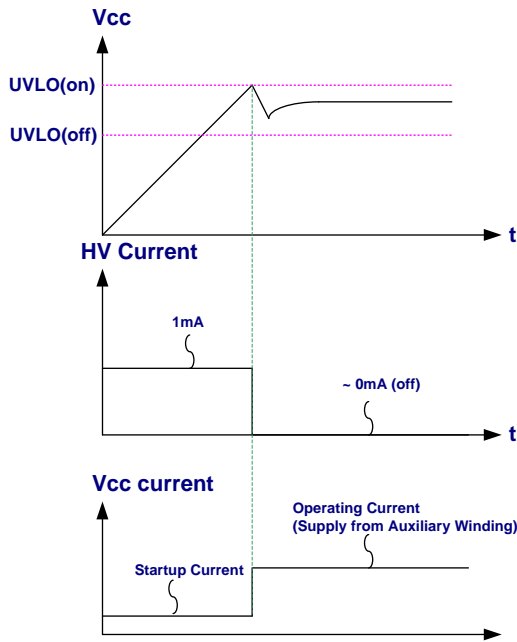 Vcc
UVLO(on)
UVLO(off)
t
HV Current
1mA
~ 0mA (off)
t
Vcc current
Operating Current
(Supply from Auxiliary Winding)
Startup Current